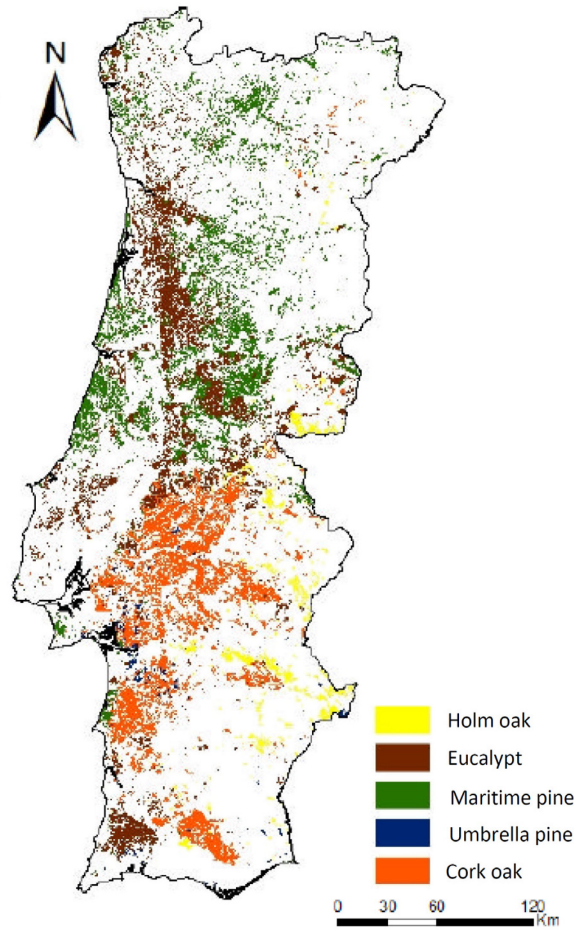 N
Holm oak
Eucalypt
Maritime pine
Umbrella pine
Cork oak
0 30 60 120
Km